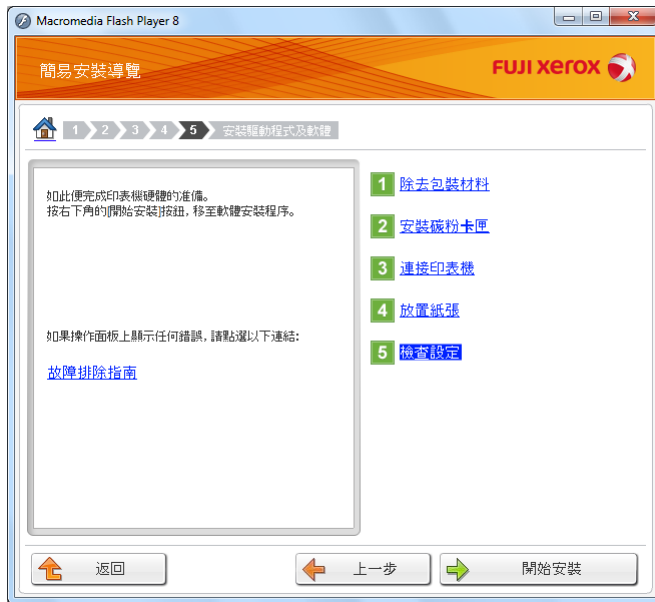 Macromedia Flash Player 8
簡易安裝導覽
FUJI xerox
1 2 3 4 5 安裝驅動程式及軟體
如此便完成印表機硬體的准備。
按右下角的[開始安裝]按鈕,移至軟體安裝程序。
如果操作面板上顯示任何錯誤,請點選以下連結:
故障排除指南
1 除去包裝材料
2 安裝碳粉卡匣
3 連接印表機
4 放置紙張
5 檢查設定
返回
上一步
開始安裝